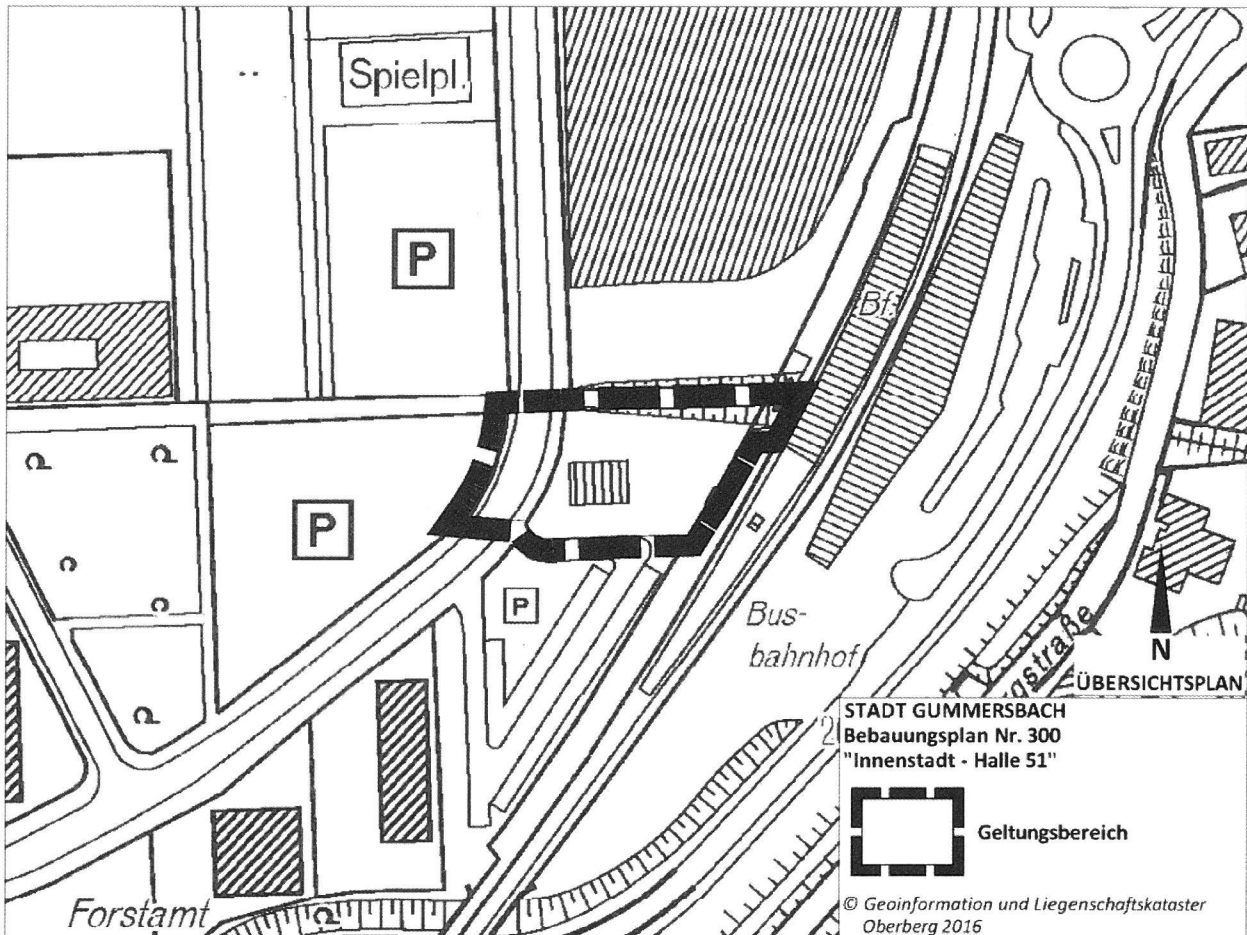 Spielpl.
P
Bf.
P
P
Bus-
bahnhof
gstraße
N
ÜBERSICHTSPLAN
STADT GUMMERSBACH
Bebauungsplan Nr. 300
"Innenstadt - Halle 51"
Geltungsbereich
© Geoinformation und Liegenschaftskataster
Oberberg 2016
Forstamt